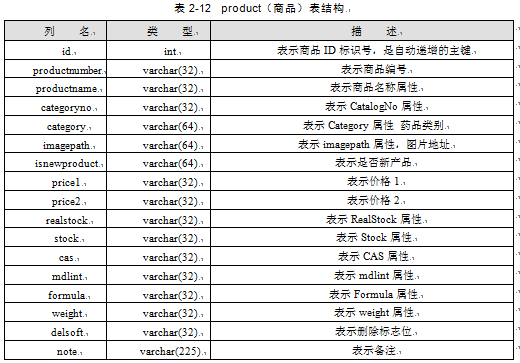 表 2-12 product（商品）表结构
列 名 类 型 描 述
id int 表示商品 ID 标识号，是自动递增的主键
productnumber varchar(32) 表示商品编号
productname varchar(32) 表示商品名称属性
categoryno varchar(32) 表示 CatalogNo 属性
category varchar(64) 表示 Category 属性 药品类别
imagepath varchar(64) 表示 imagepath 属性，图片地址
isnewproduct varchar(64) 表示是否新产品
price1 varchar(32) 表示价格 1
price2 varchar(32) 表示价格 2
realstock varchar(32) 表示 RealStock 属性
stock varchar(32) 表示 Stock 属性
cas varchar(32) 表示 CAS 属性
mdlint varchar(32) 表示 mdlint 属性
formula varchar(32) 表示 Formula 属性
weight varchar(32) 表示 weight 属性
delsoft varchar(32) 表示删除标志位
note varchar(225) 表示备注